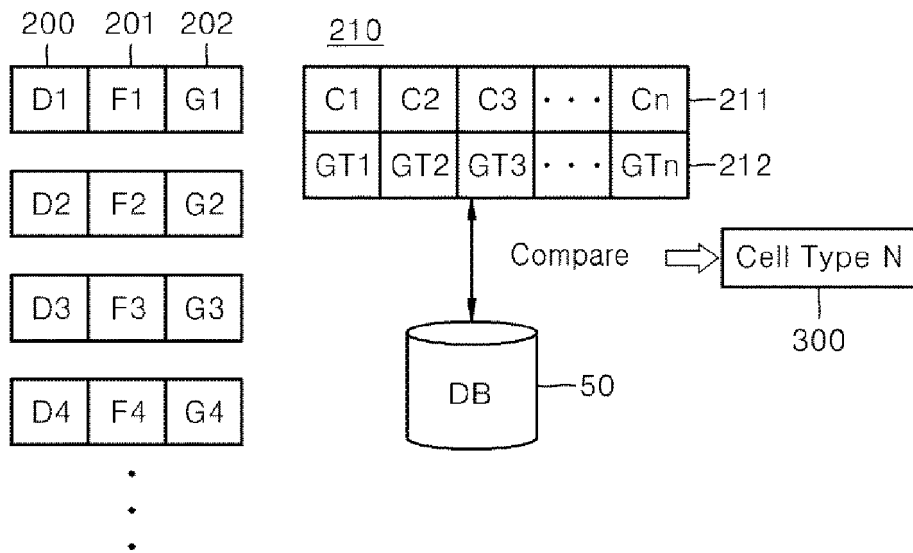 200 201 202
D1 F1 G1
D2 F2 G2
D3 F3 G3
D4 F4 G4
210
C1 C2 C3 · · · Cn 211
GT1 GT2 GT3 · · · GTn 212
Compare
Cell Type N
300
DB
50